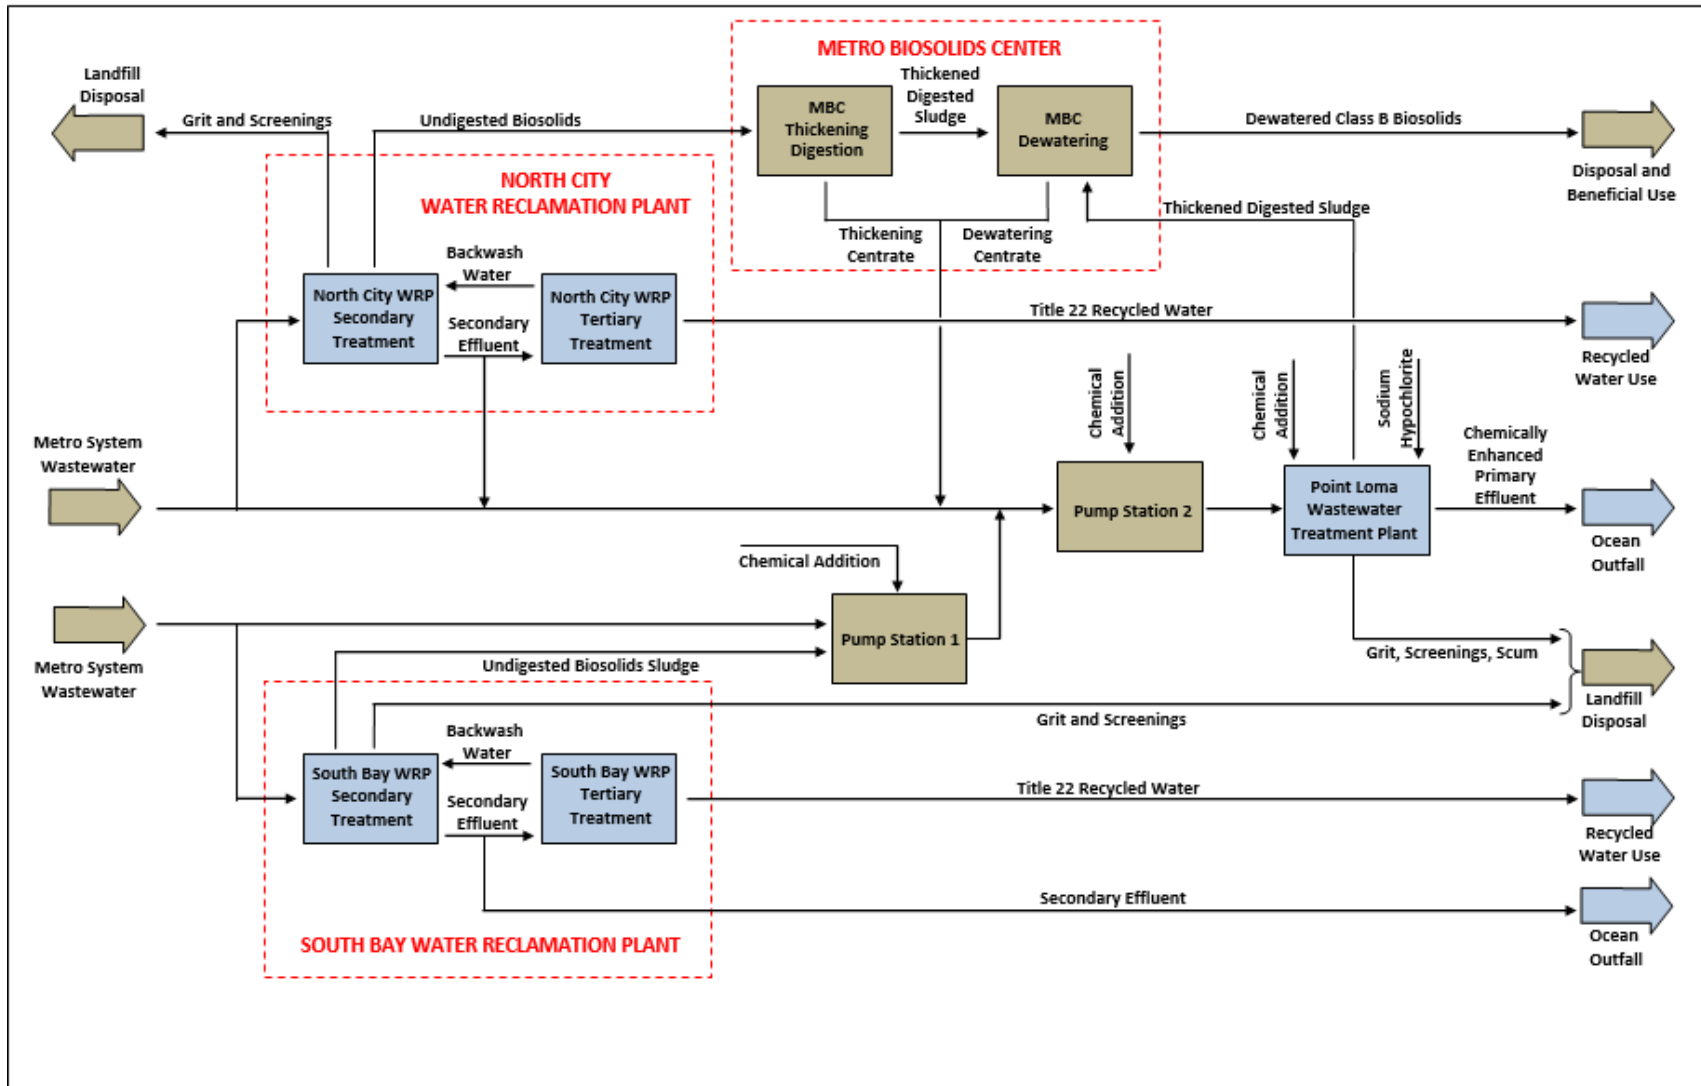 METRO BIOSOLIDS CENTER
Landfill
Disposal
Grit and Screenings
Undigested Biosolids
MBC
Thickening
Digestion
Thickened
Digested
Sludge
MBC
Dewatering
Dewatered Class B Biosolids
Disposal and
Beneficial Use
NORTH CITY
WATER RECLAMATION PLANT
Thickening
Centrate
Dewatering
Centrate
Thickened Digested Sludge
Backwash
Water
North City WRP
Secondary
Treatment
Secondary
Effluent
North City WRP
Tertiary
Treatment
Title 22 Recycled Water
Recycled
Water Use
Metro System
Wastewater
Chemical
Addition
Chemical
Addition
Sodium
Hypochlorite
Chemically
Enhanced
Primary
Effluent
Pump Station 2
Point Loma
Wastewater
Treatment Plant
Ocean
Outfall
Chemical Addition
Pump Station 1
Metro System
Wastewater
Undigested Biosolids Sludge
Grit, Screenings, Scum
Grit and Screenings
Landfill
Disposal
Backwash
Water
South Bay WRP
Secondary
Treatment
Secondary
Effluent
South Bay WRP
Tertiary
Treatment
Title 22 Recycled Water
Recycled
Water Use
Secondary Effluent
Ocean
Outfall
SOUTH BAY WATER RECLAMATION PLANT